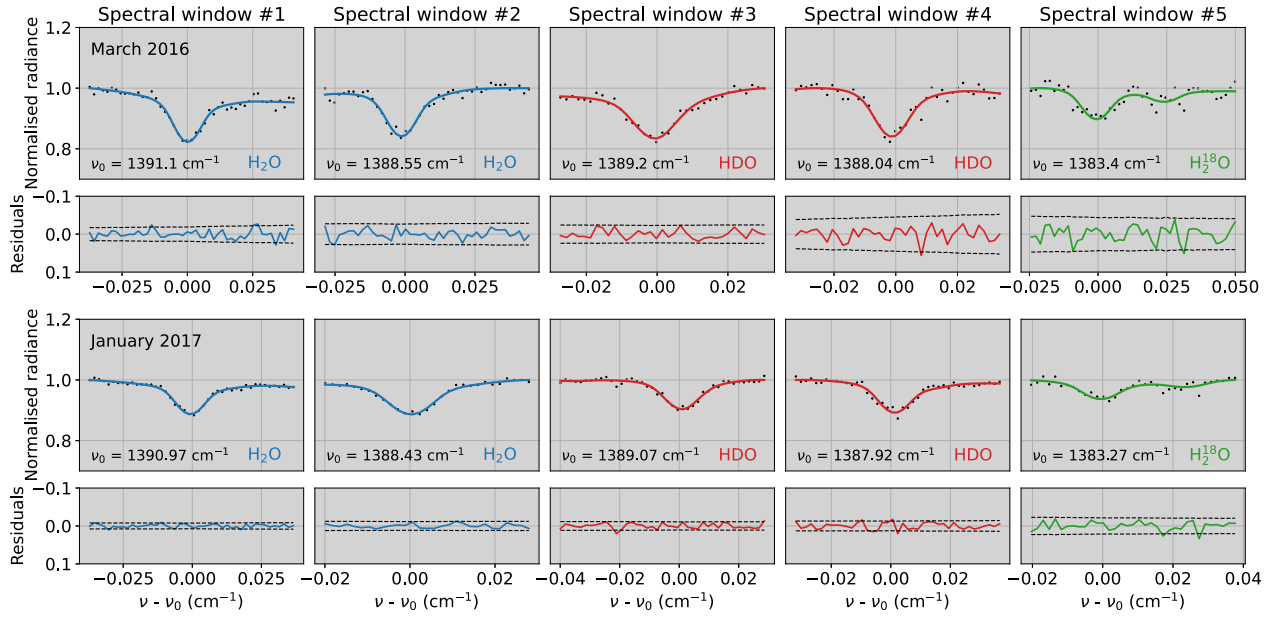 Spectral window #1 Spectral window #2 Spectral window #3 Spectral window #4 Spectral window #5
Normalised radiance
1.2
1.0
0.8
March 2016
ν₀ = 1391.1 cm⁻¹ H₂O
ν₀ = 1388.55 cm⁻¹ H₂O
ν₀ = 1389.2 cm⁻¹ HDO
ν₀ = 1388.04 cm⁻¹ HDO
ν₀ = 1383.4 cm⁻¹ H₂¹⁸O
Residuals
−0.1
0.0
0.1
−0.025 0.000 0.025
−0.025 0.000 0.025
0.00 0.02
−0.02 0.00 0.02
−0.025 0.000 0.025 0.050
Normalised radiance
1.2
1.0
0.8
January 2017
ν₀ = 1390.97 cm⁻¹ H₂O
ν₀ = 1388.43 cm⁻¹ H₂O
ν₀ = 1389.07 cm⁻¹ HDO
ν₀ = 1387.92 cm⁻¹ HDO
ν₀ = 1383.27 cm⁻¹ H₂¹⁸O
Residuals
−0.1
0.0
0.1
−0.025 0.000 0.025
−0.02 0.00 0.02
−0.04 −0.02 0.00 0.02
−0.02 0.00 0.02
−0.02 0.00 0.02 0.04
ν - ν₀ (cm⁻¹) ν - ν₀ (cm⁻¹) ν - ν₀ (cm⁻¹) ν - ν₀ (cm⁻¹) ν - ν₀ (cm⁻¹)